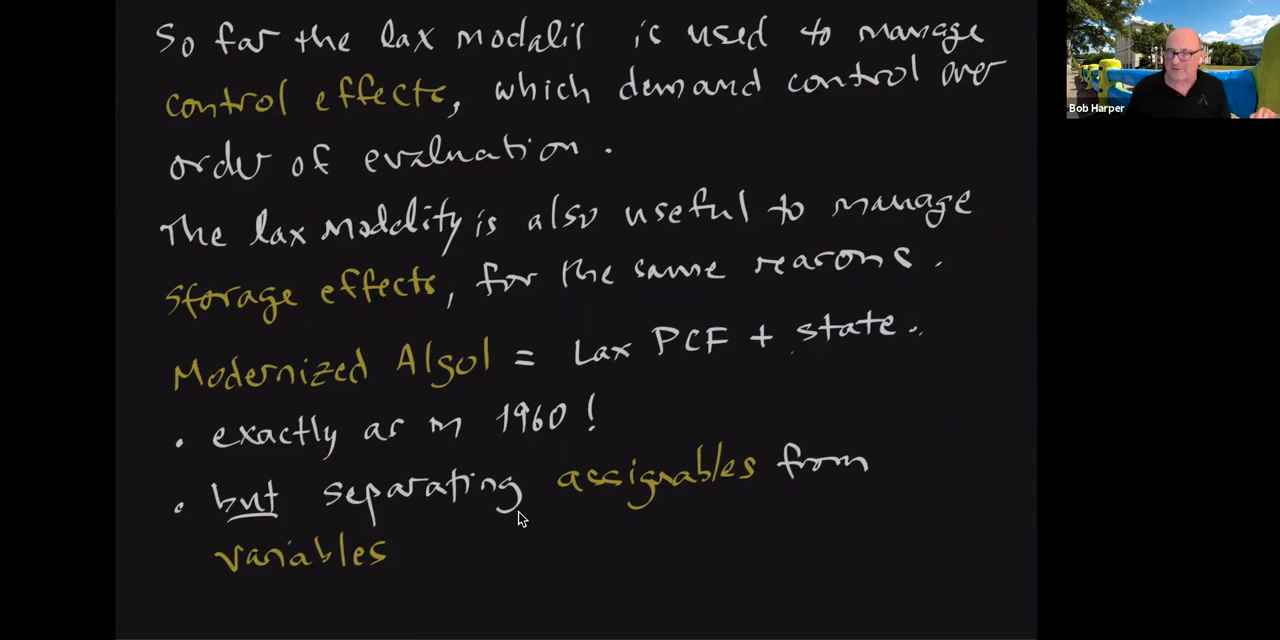 So far the lax modalit is used to manage
control effects, which demand control over
order of evaluation.
The lax modality is also useful to manage
storage effects, for the same reasons.
Modernized Algol = Lax PCF + state.
• exactly as in 1960!
• but separating assignables from
variables
Bob Harper